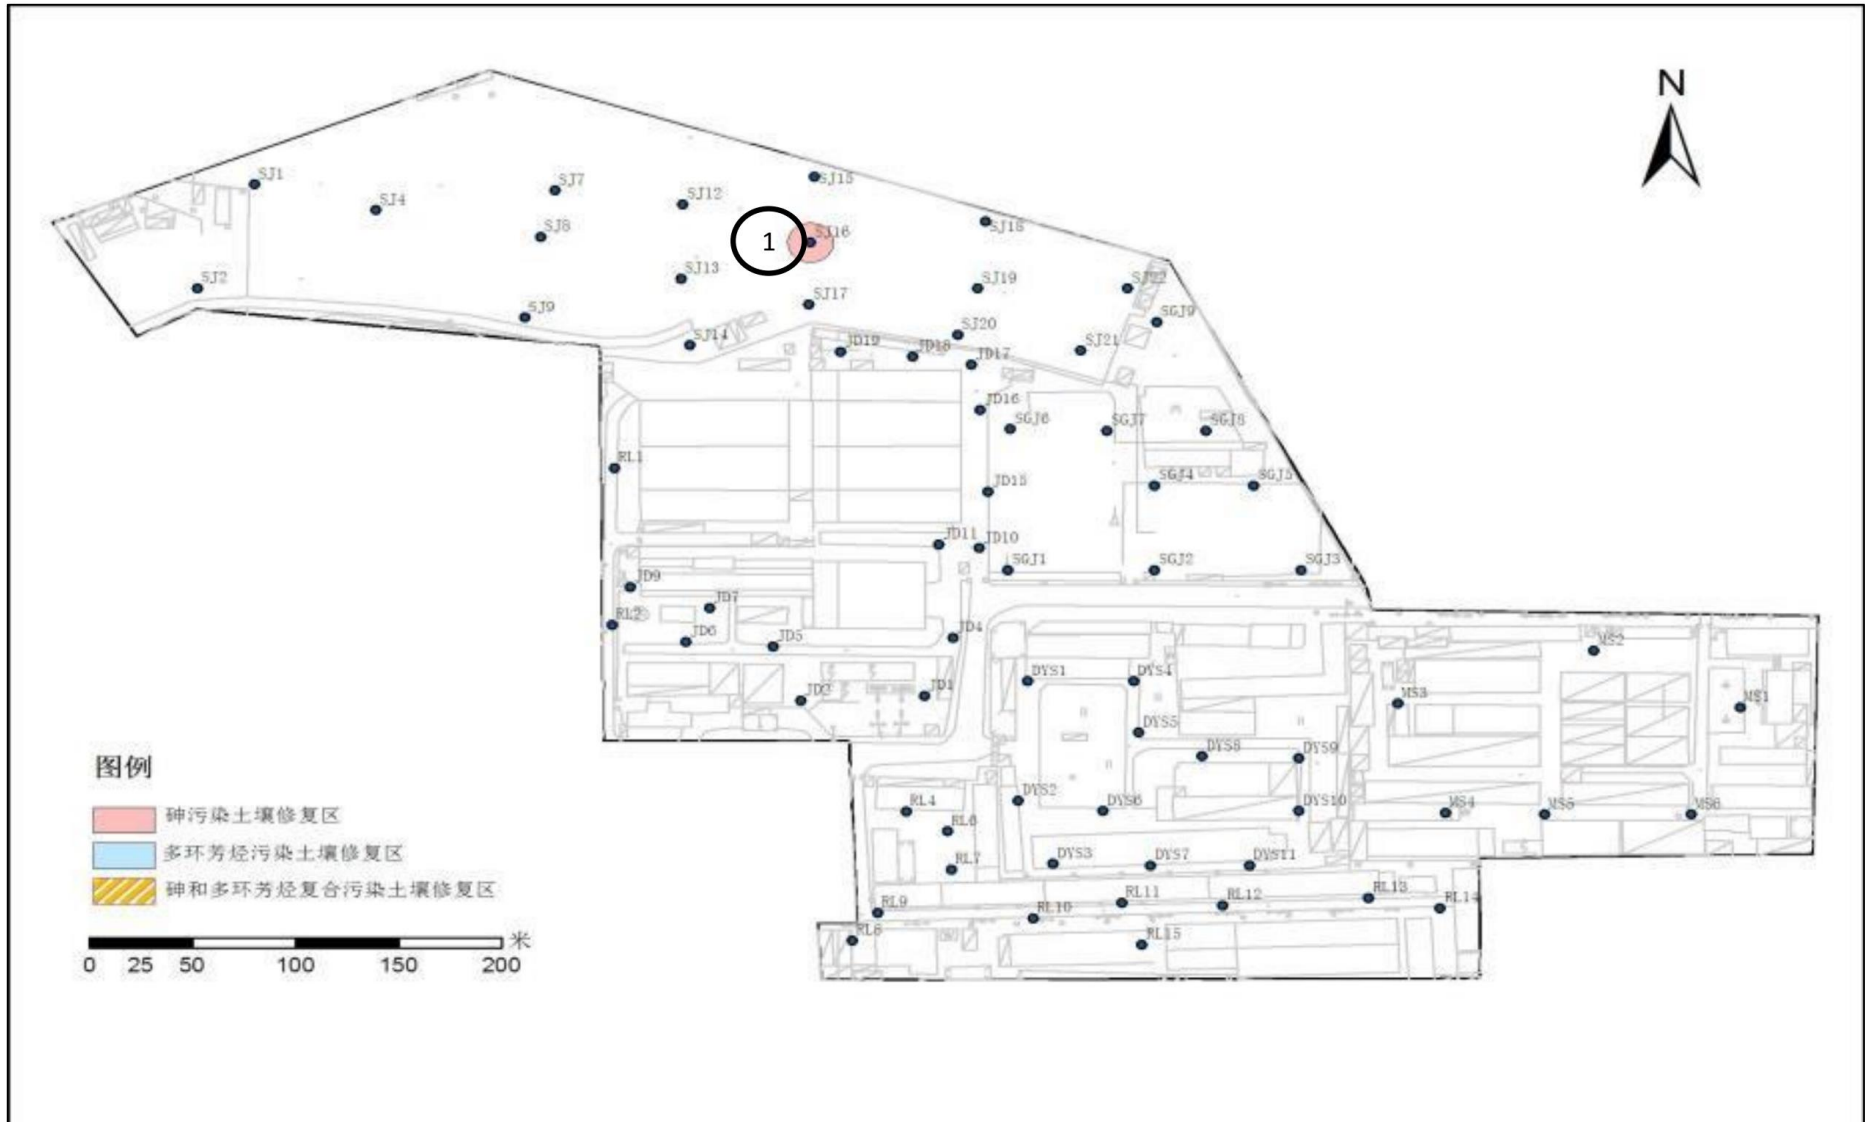 N
SJ1
SJ4
SJ7
SJ12
SJ15
SJ8
1
SJ16
SJ18
SJ2
SJ13
SJ19
SJ22
SJ9
SJ17
SGJ9
SJ14
SJ20
JD19
JD18
JD17
SJ21
JD16
SGJ6
SGJ7
SGJ8
RL1
JD15
SGJ4
SGJ5
JD11
JD10
SGJ1
SGJ2
SGJ3
JD9
JD7
RL2
JD6
JD5
JD4
MS2
DYS1
DYS4
JD2
JD1
MS3
MS1
DYS5
DYS8
DYS9
图例
DYS2
DYS6
DYS10
RL4
MS4
MS5
MS6
砷污染土壤修复区
RL6
多环芳烃污染土壤修复区
RL7
DYS3
DYS7
DYS11
砷和多环芳烃复合污染土壤修复区
RL9
RL10
RL11
RL12
RL13
RL14
RL8
RL15
米
0 25 50 100 150 200